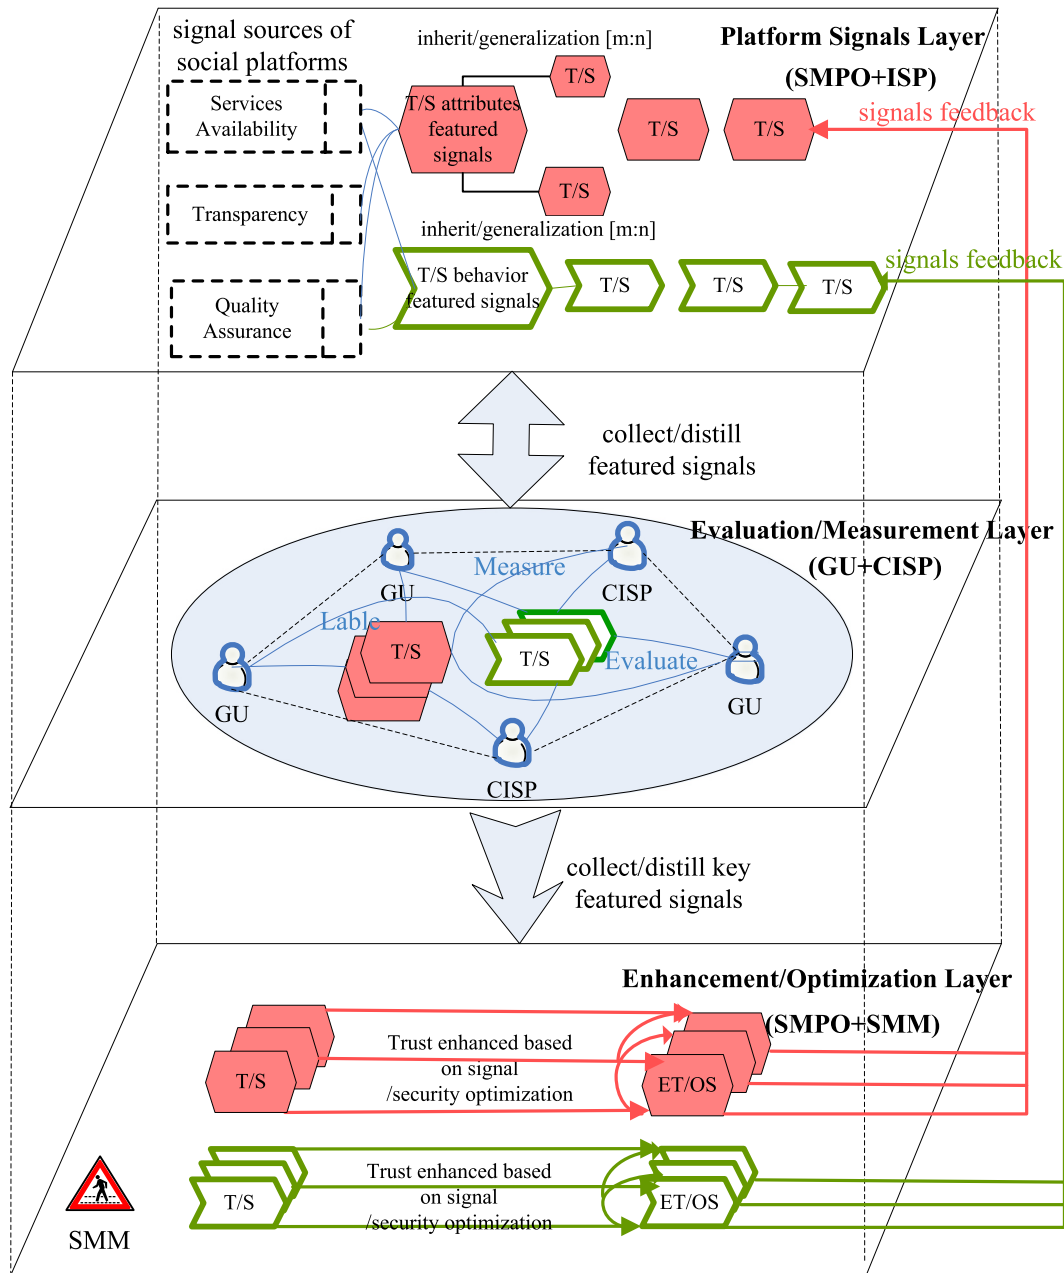 signal sources of
social platforms
inherit/generalization [m:n]
Platform Signals Layer
(SMPO+ISP)
Services
Availability
T/S attributes
featured
signals
T/S
T/S
T/S
signals feedback
T/S
Transparency
inherit/generalization [m:n]
T/S behavior
featured signals
T/S
T/S
T/S
signals feedback
Quality
Assurance
collect/distill
featured signals
Evaluation/Measurement Layer
(GU+CISP)
GU
Measure
CISP
Lable
T/S
T/S
Evaluate
GU
GU
CISP
collect/distill key
featured signals
Enhancement/Optimization Layer
(SMPO+SMM)
T/S
Trust enhanced based
on signal
/security optimization)
ET/OS
T/S
Trust enhanced based
on signal
/security optimization)
ET/OS
SMM